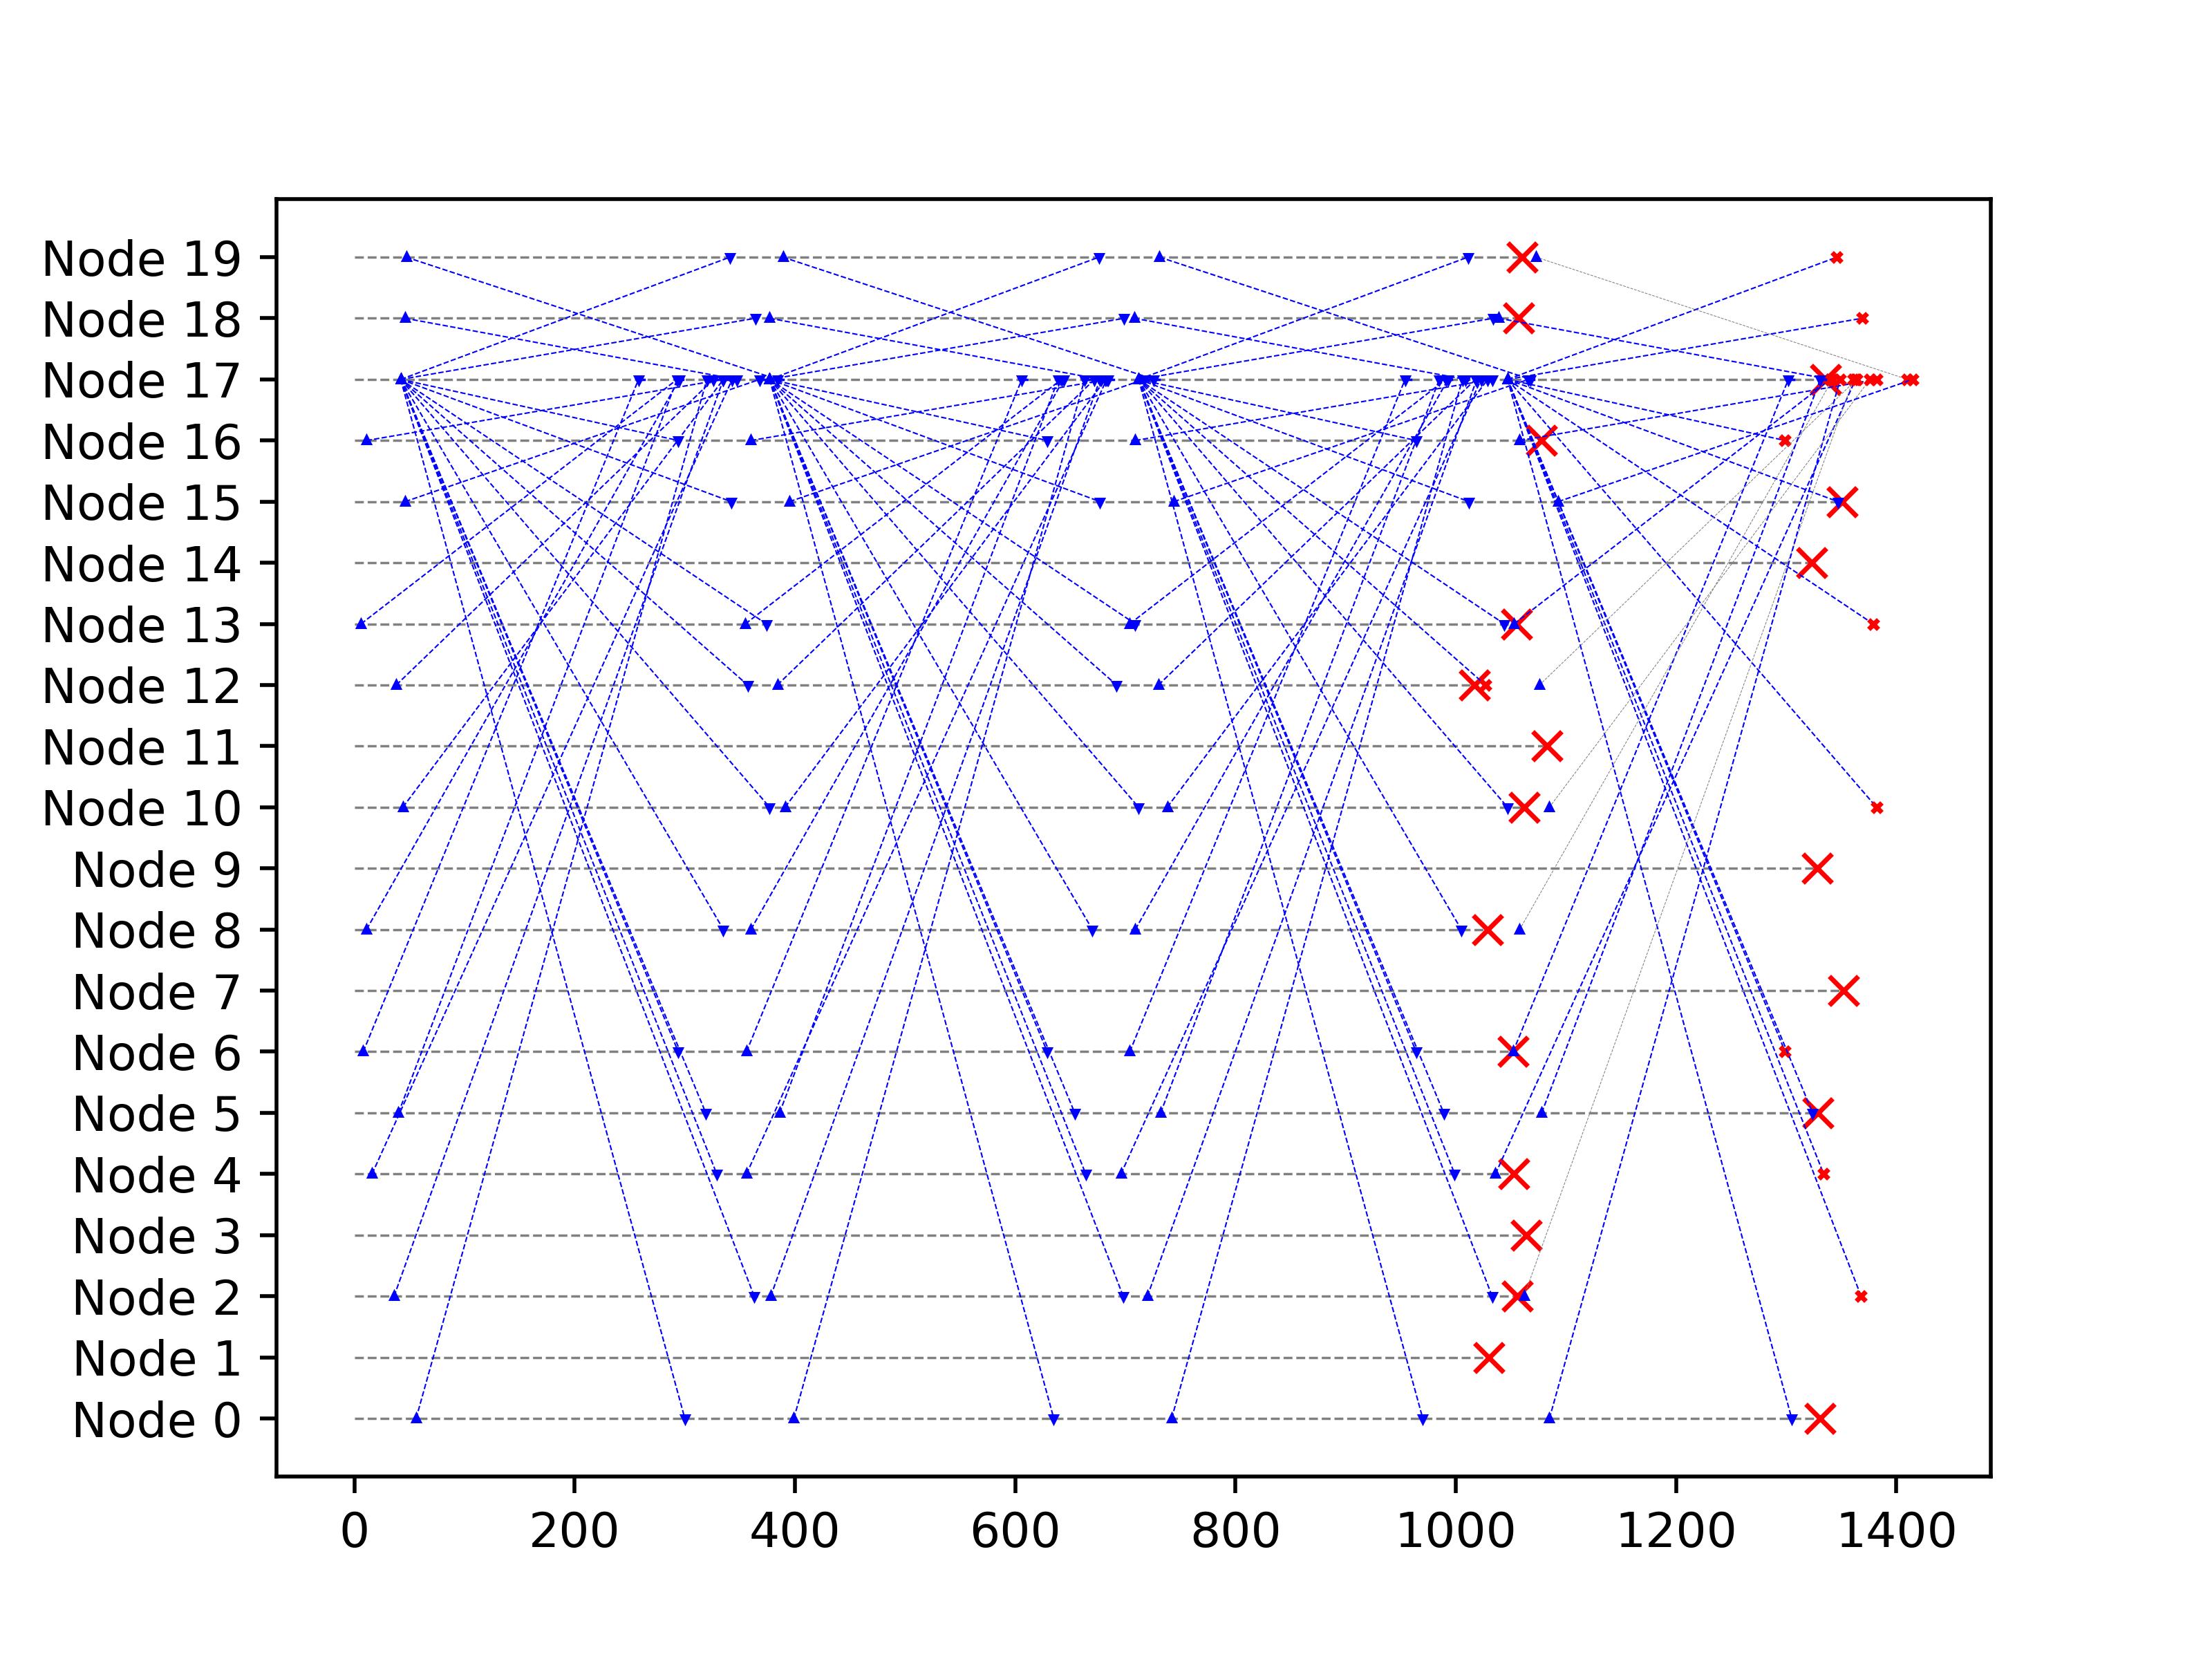 Node 19
Node 18
Node 17
Node 16
Node 15
Node 14
Node 13
Node 12
Node 11
Node 10
Node 9
Node 8
Node 7
Node 6
Node 5
Node 4
Node 3
Node 2
Node 1
Node 0
0 200 400 600 800 1000 1200 1400